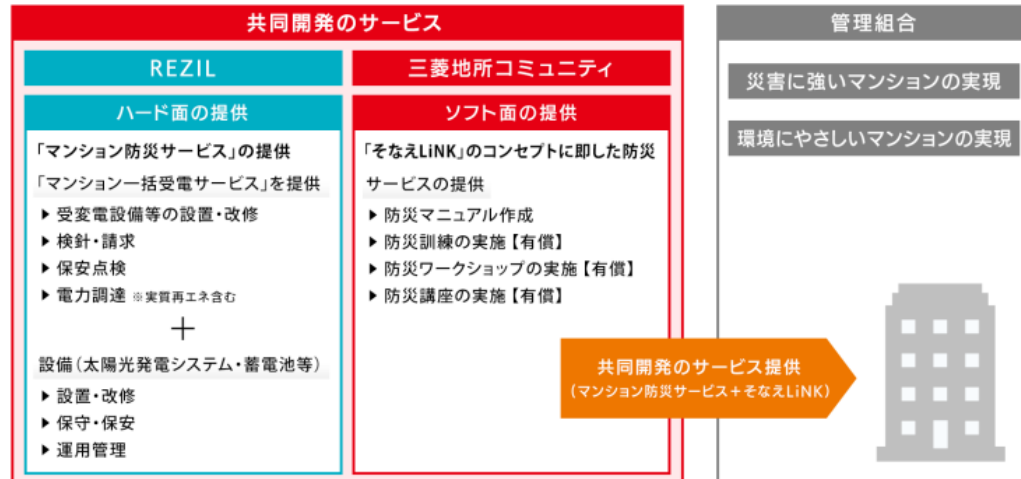 共同開発のサービス
REZIL
ハード面の提供
「マンション防災サービス」の提供
「マンション一括受電サービス」を提供
▶ 受変電設備等の設置・改修
▶ 検針・請求
▶ 保安点検
▶ 電力調達 ※実質再エネ含む
＋
設備（太陽光発電システム・蓄電池等）
▶ 設置・改修
▶ 保守・保安
▶ 運用管理
三菱地所コミュニティ
ソフト面の提供
「そなえLiNK」のコンセプトに即した防災
サービスの提供
▶ 防災マニュアル作成
▶ 防災訓練の実施【有償】
▶ 防災ワークショップの実施【有償】
▶ 防災講座の実施【有償】
共同開発のサービス提供
（マンション防災サービス＋そなえLiNK）
管理組合
災害に強いマンションの実現
環境にやさしいマンションの実現